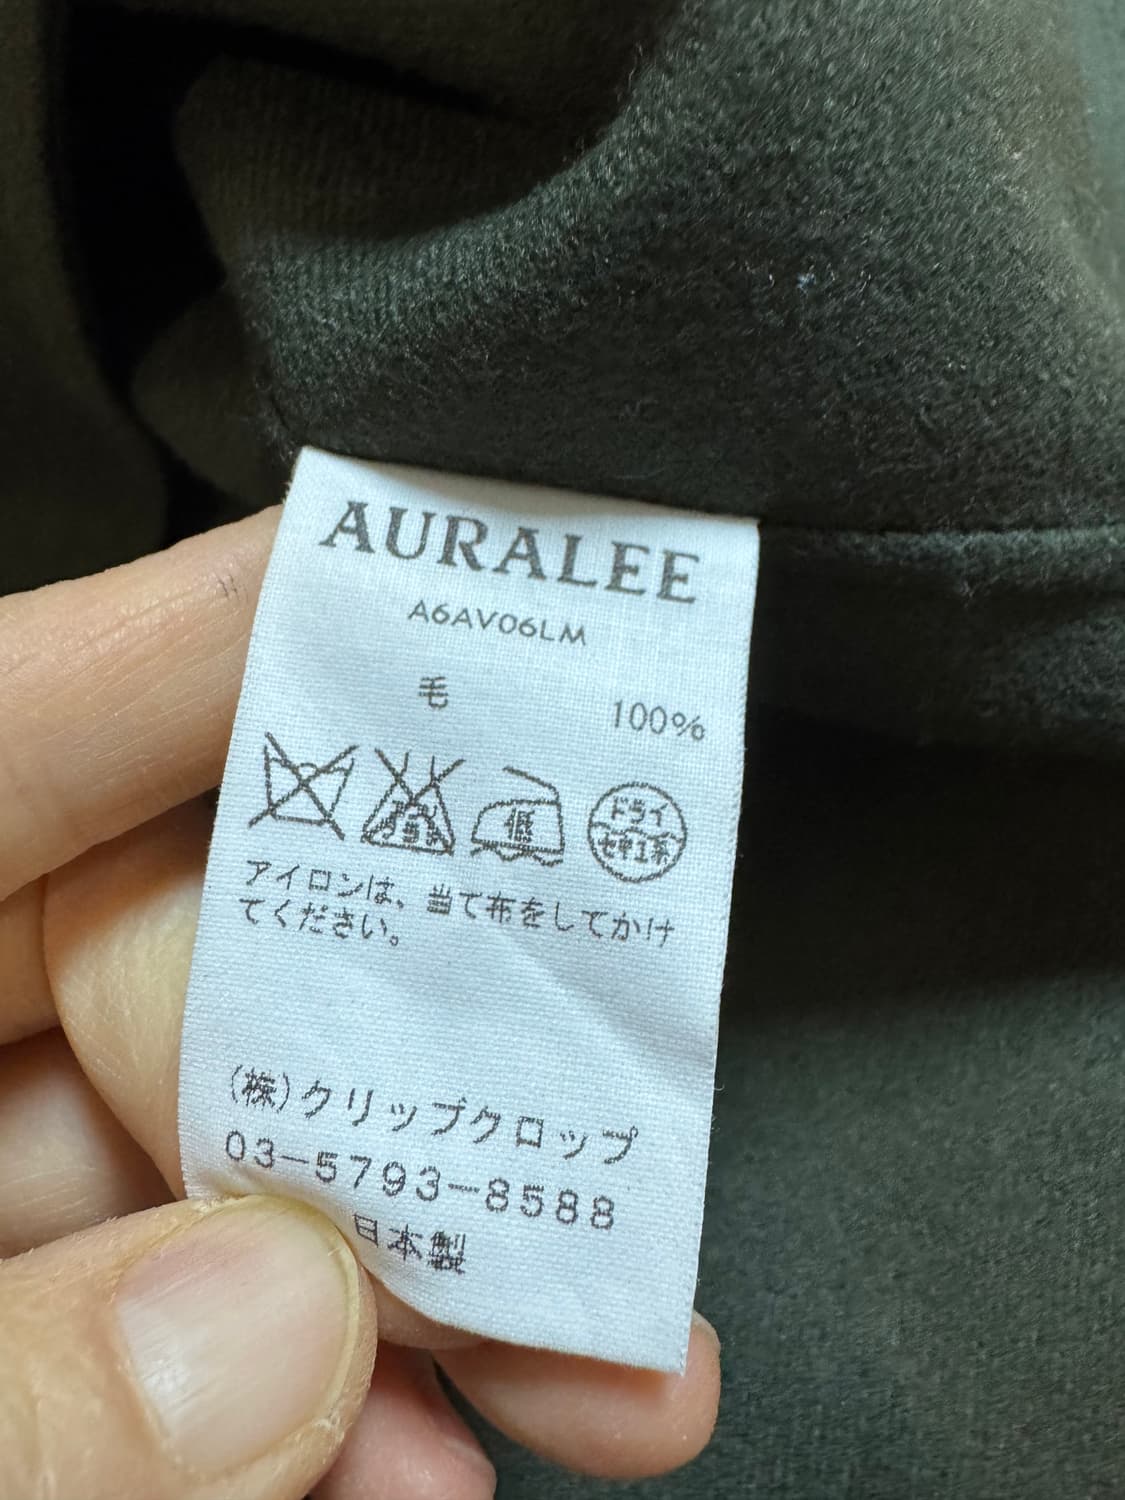 AURALEE
A6AV06LM
毛 100%
低 ドライ
セキユ系
アイロンは、当て布をしてかけ
てください。
(株)クリップクロップ
03-5793-8588
日本製